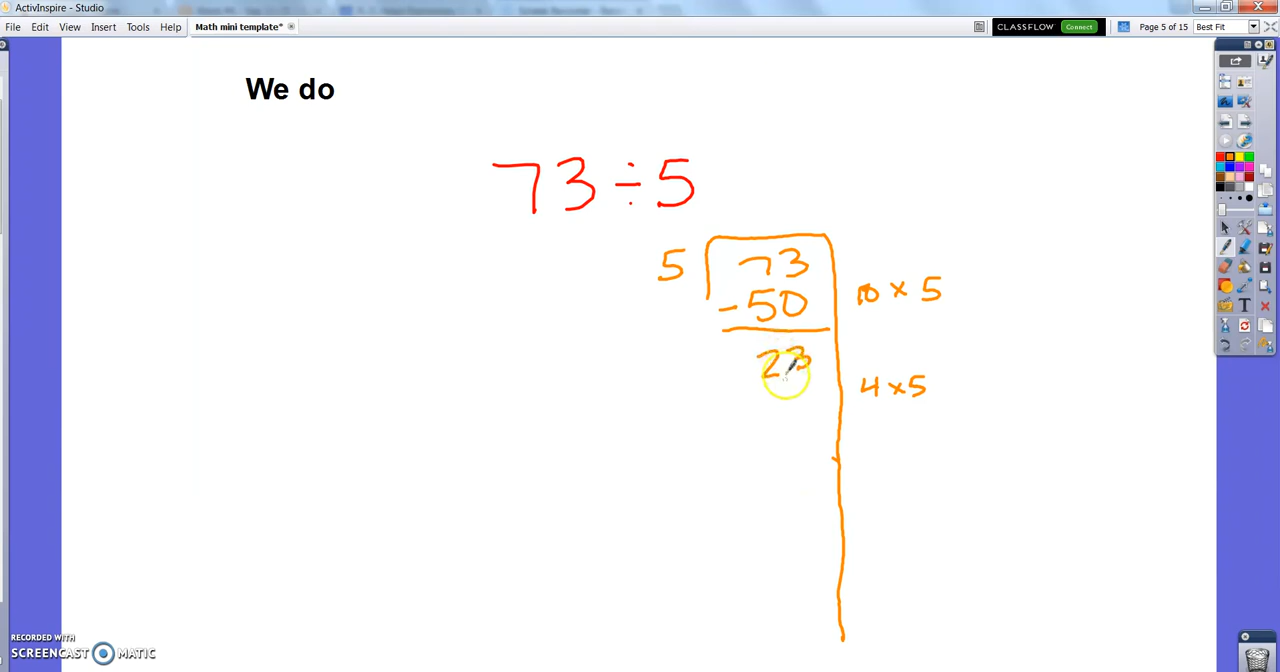 ActivInspire - Studio
File Edit View Insert Tools Help Math mini template* CLASSFLOW Connect Page 5 of 15 Best Fit
We do
73 ÷ 5
5 73
-50 10 x 5
23
4 x 5
RECORDED WITH
SCREENCAST MATIC